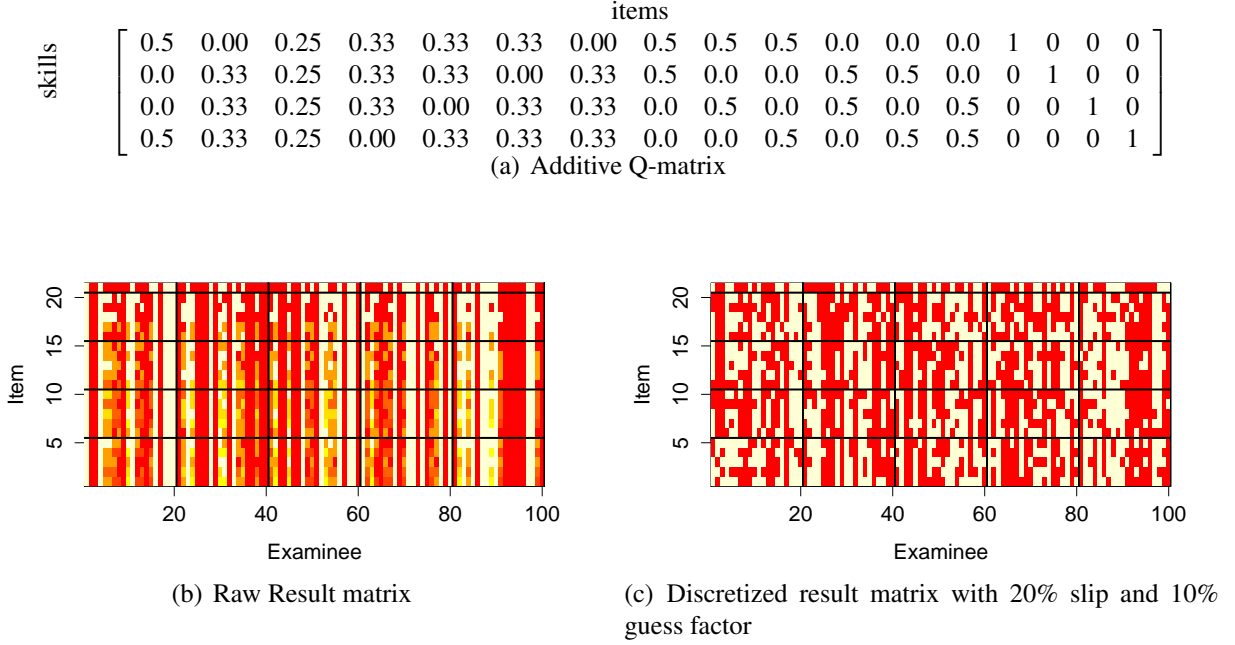 items
skills
0.5 0.00 0.25 0.33 0.33 0.33 0.00 0.5 0.5 0.5 0.0 0.0 0.0 1 0 0 0
0.0 0.33 0.25 0.33 0.33 0.00 0.33 0.5 0.0 0.0 0.5 0.5 0.0 0 1 0 0
0.0 0.33 0.25 0.33 0.00 0.33 0.33 0.0 0.5 0.0 0.5 0.0 0.5 0 0 1 0
0.5 0.33 0.25 0.00 0.33 0.33 0.33 0.0 0.0 0.5 0.0 0.5 0.5 0 0 0 1
(a) Additive Q-matrix
Item
20
15
10
5
20 40 60 80 100
Examinee
(b) Raw Result matrix
Item
20
15
10
5
20 40 60 80 100
Examinee
(c) Discretized result matrix with 20% slip and 10%
guess factor